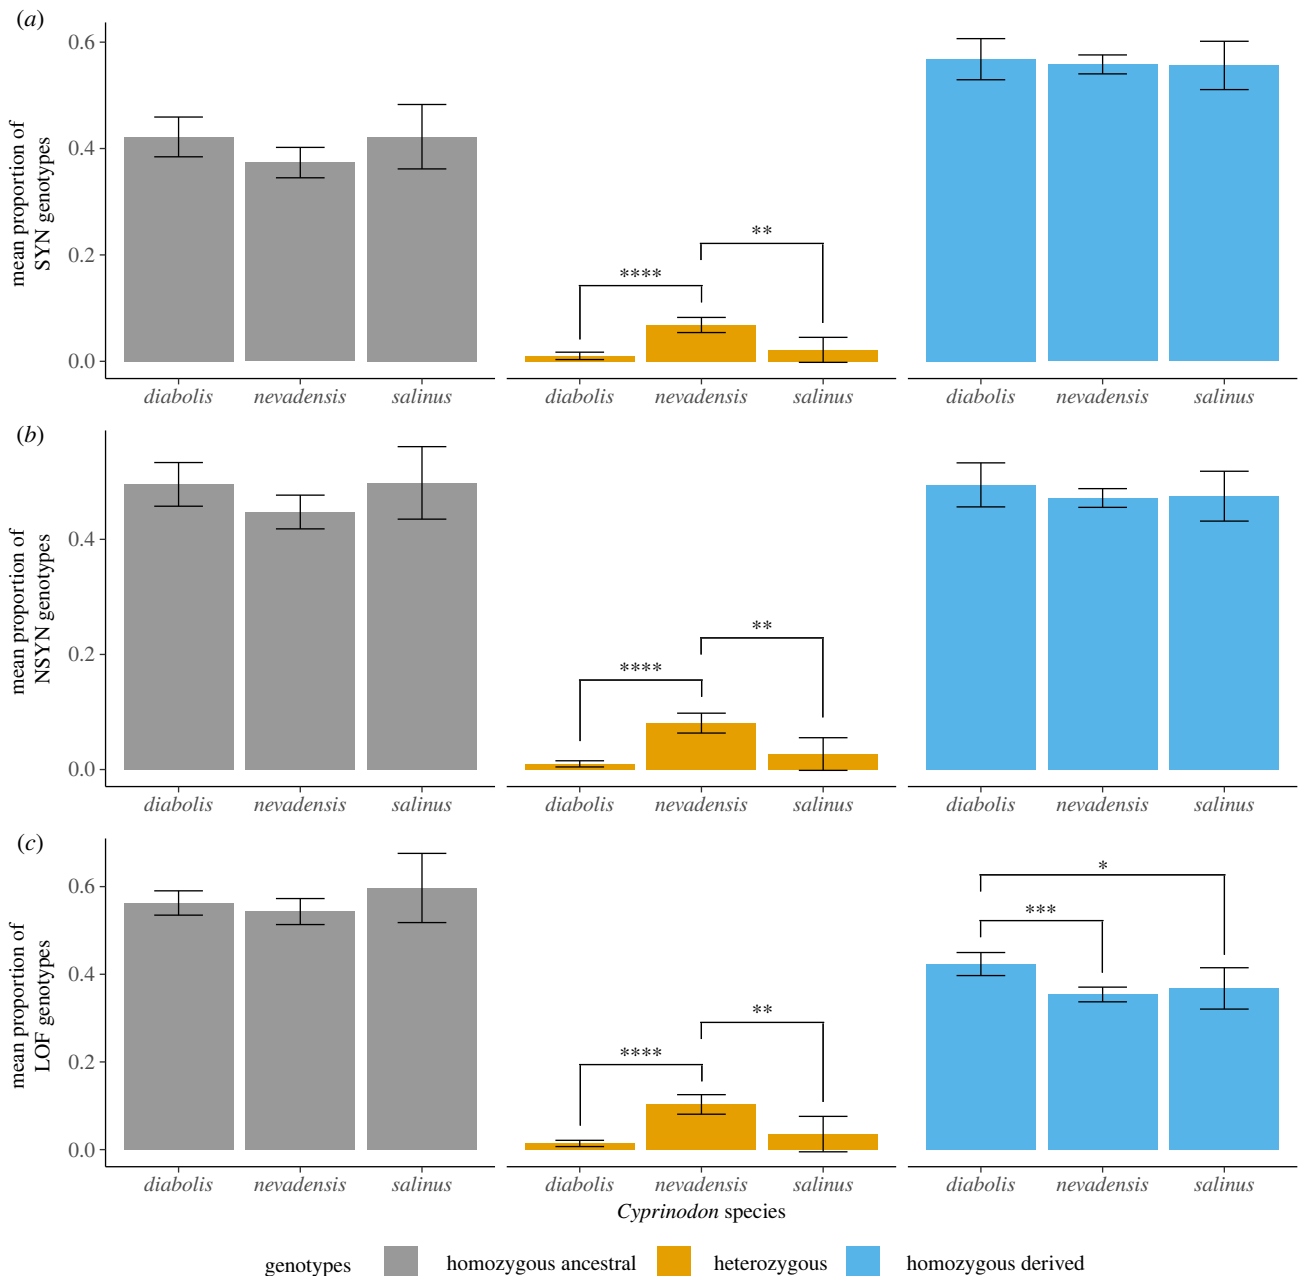 (a)
mean proportion of
SYN genotypes
0.6
0.4
0.2
0.0
**
****
diabolis nevadensis salinus diabolis nevadensis salinus diabolis nevadensis salinus
(b)
mean proportion of
NSYN genotypes
0.4
0.2
0.0
**
****
diabolis nevadensis salinus diabolis nevadensis salinus diabolis nevadensis salinus
(c)
mean proportion of
LOF genotypes
0.6
0.4
0.2
0.0
*
***
**
****
diabolis nevadensis salinus diabolis nevadensis salinus diabolis nevadensis salinus
Cyprinodon species
genotypes homozygous ancestral heterozygous homozygous derived